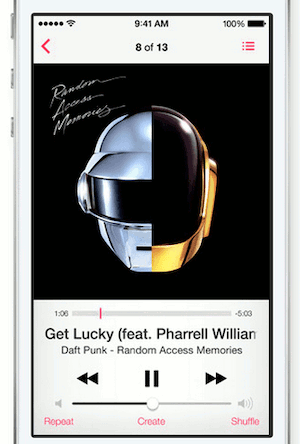 9:41 AM 100%
8 of 13
Random
Access
Memories
1:06 -5:03
Get Lucky (feat. Pharrell William
Daft Punk - Random Access Memories
Repeat Create Shuffle